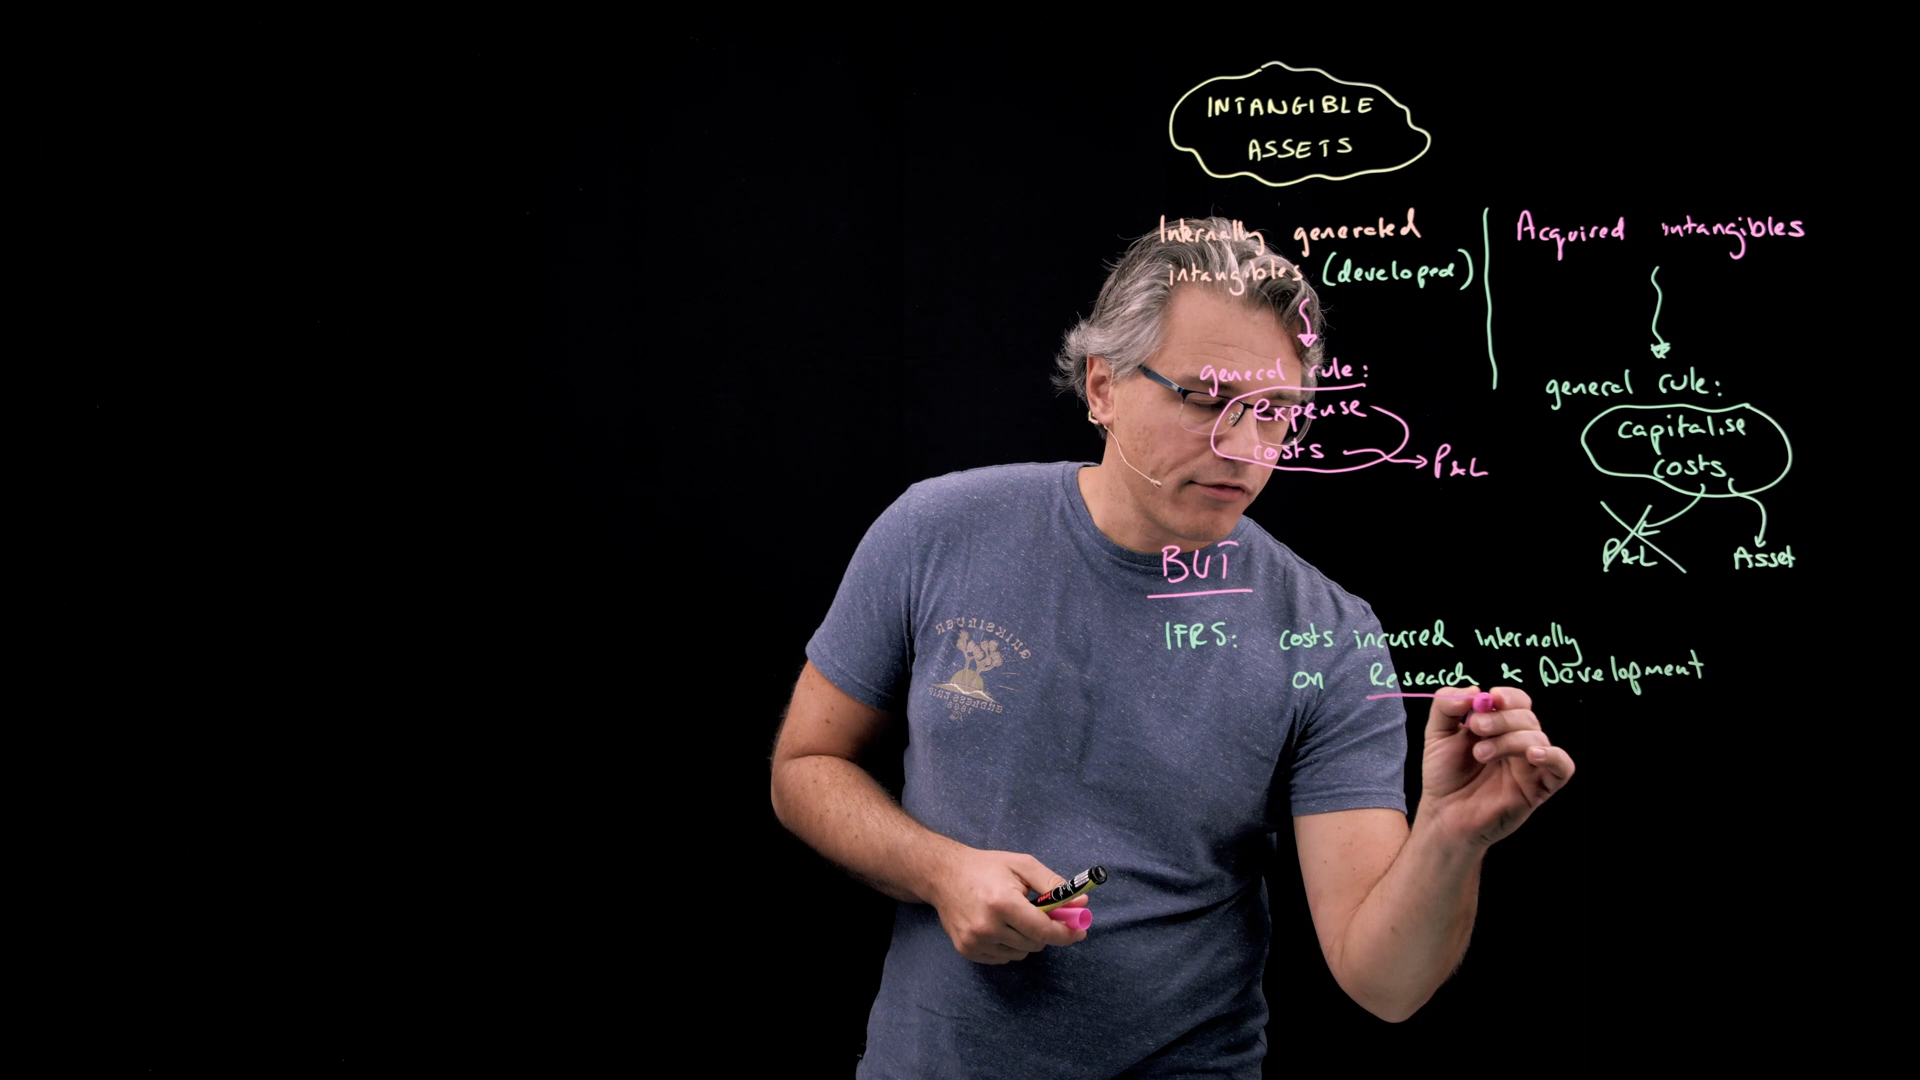 INTANGIBLE
ASSETS
Internally generated
intangibles (developed)
general rule:
expense
costs
P&L
Acquired intangibles
general rule:
capitalise
costs
P&L
Asset
BUT
IFRS: costs incurred internally
on Research & Development
QUIKSILVER